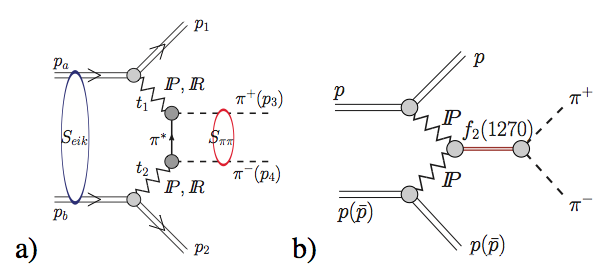 a)
p_a
p_1
t_1
IP, IR
S_eik
π*
π⁺(p_3)
S_ππ
π⁻(p_4)
t_2
IP, IR
p_b
p_2
b)
p
p
IP
f_2(1270)
π⁺
IP
π⁻
p(p̄)
p(p̄)